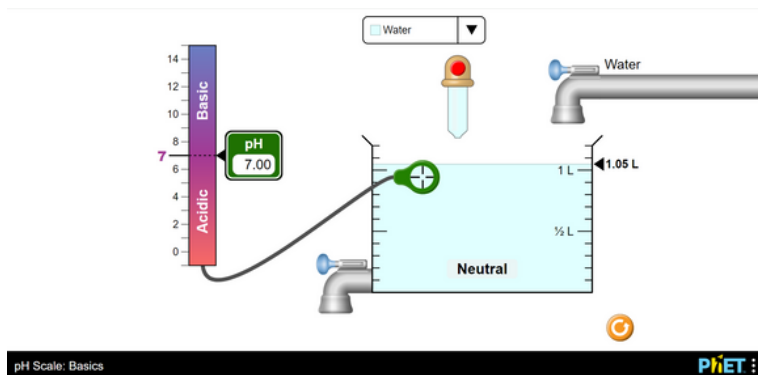 Water
Water
14
12
10
8
7
6
4
2
0
Basic
Acidic
pH
7.00
1 L
1.05 L
½ L
Neutral
pH Scale: Basics
PhET